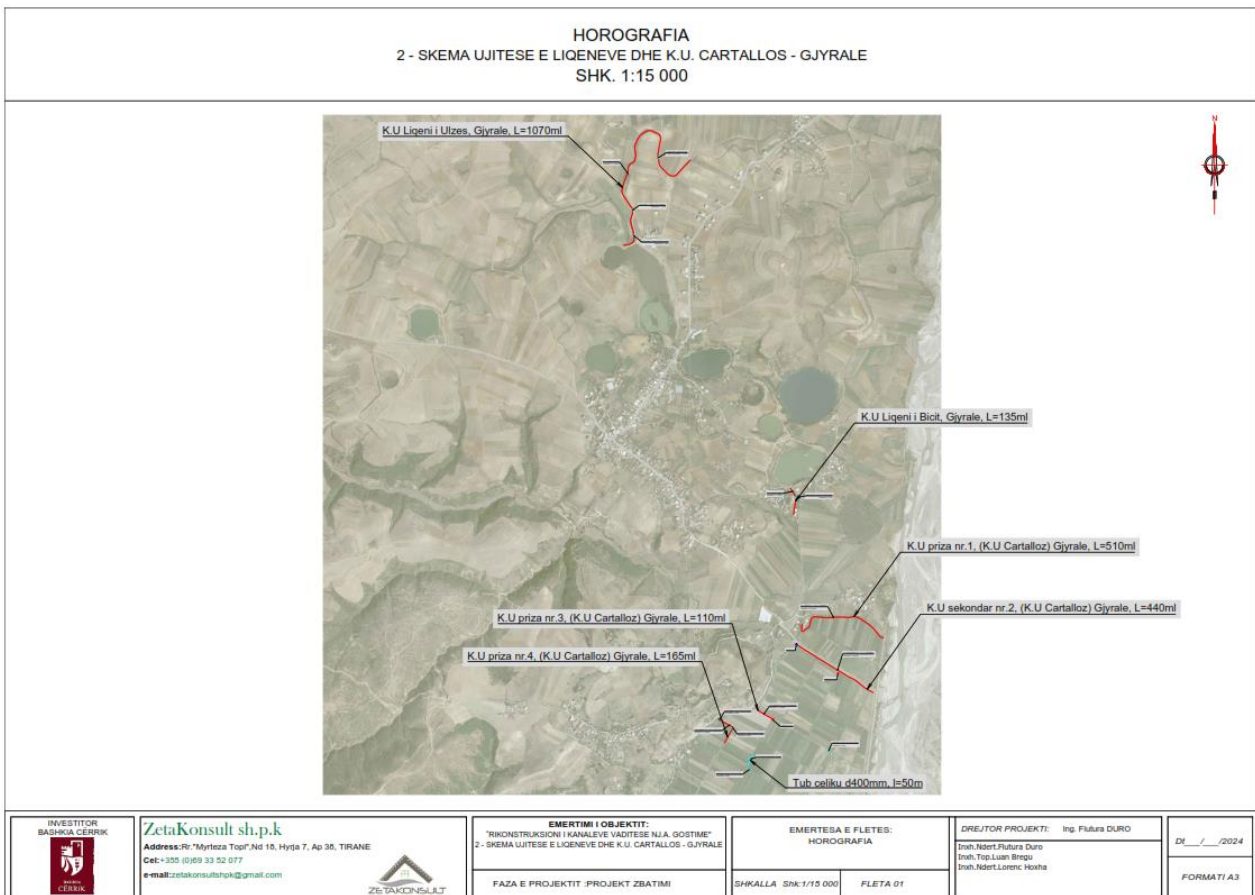 HOROGRAFIA
2 - SKEMA UJITESE E LIQENEVE DHE K.U. CARTALLOS - GJYRALE
SHK. 1:15 000
K.U Liqeni i Ulzes, Gjyrale, L=1070ml
N
K.U Liqeni i Bicit, Gjyrale, L=135ml
K.U priza nr.1, (K.U Cartalloz) Gjyrale, L=510ml
K.U sekondar nr.2, (K.U Cartalloz) Gjyrale, L=440ml
K.U priza nr.3, (K.U Cartalloz) Gjyrale, L=110ml
K.U priza nr.4, (K.U Cartalloz) Gjyrale, L=165ml
Tub celiku d400mm, l=50m
INVESTITOR
BASHKIA CËRRIK
BASHKIA
CËRRIK
ZetaKonsult sh.p.k
Address:Rr."Myrteza Topi",Nd 18, Hyrja 7, Ap 38, TIRANE
Cel:+355 (0)69 33 52 077
e-mail:zetakonsultshpk@gmail.com
ZETAKONSULT
EMERTIMI I OBJEKTIT:
"RIKONSTRUKSIONI I KANALEVE VADITESE NJ.A. GOSTIME"
2 - SKEMA UJITESE E LIQENEVE DHE K.U. CARTALLOS - GJYRALE
FAZA E PROJEKTIT :PROJEKT ZBATIMI
EMERTESA E FLETES:
HOROGRAFIA
SHKALLA Shk:1/15 000
FLETA 01
DREJTOR PROJEKTI: Ing. Flutura DURO
Inxh.Ndert.Flutura Duro
Inxh.Top.Luan Bregu
Inxh.Ndert.Lorenc Hoxha
Dt__/__/2024
FORMATI A3